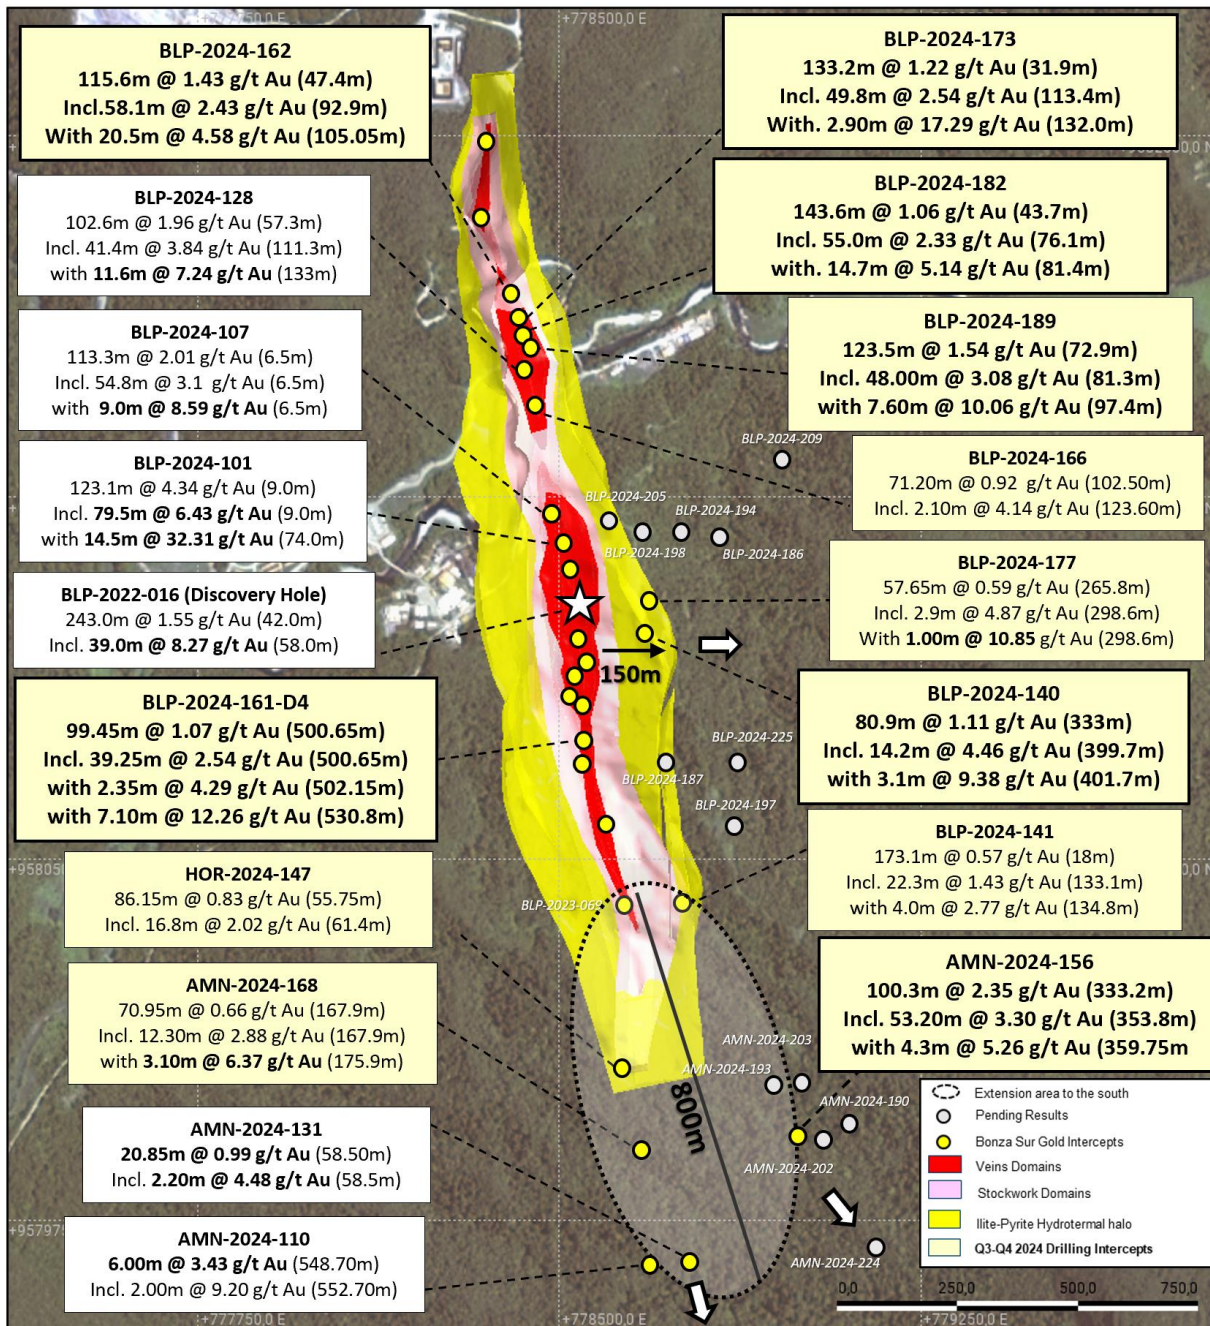 +777750,0 E
+778500,0 E
BLP-2024-162
115.6m @ 1.43 g/t Au (47.4m)
Incl.58.1m @ 2.43 g/t Au (92.9m)
With 20.5m @ 4.58 g/t Au (105.05m)
BLP-2024-173
133.2m @ 1.22 g/t Au (31.9m)
Incl. 49.8m @ 2.54 g/t Au (113.4m)
With. 2.90m @ 17.29 g/t Au (132.0m)
BLP-2024-128
102.6m @ 1.96 g/t Au (57.3m)
Incl. 41.4m @ 3.84 g/t Au (111.3m)
with 11.6m @ 7.24 g/t Au (133m)
BLP-2024-182
143.6m @ 1.06 g/t Au (43.7m)
Incl. 55.0m @ 2.33 g/t Au (76.1m)
with. 14.7m @ 5.14 g/t Au (81.4m)
BLP-2024-107
113.3m @ 2.01 g/t Au (6.5m)
Incl. 54.8m @ 3.1 g/t Au (6.5m)
with 9.0m @ 8.59 g/t Au (6.5m)
BLP-2024-189
123.5m @ 1.54 g/t Au (72.9m)
Incl. 48.00m @ 3.08 g/t Au (81.3m)
with 7.60m @ 10.06 g/t Au (97.4m)
BLP-2024-209
BLP-2024-101
123.1m @ 4.34 g/t Au (9.0m)
Incl. 79.5m @ 6.43 g/t Au (9.0m)
with 14.5m @ 32.31 g/t Au (74.0m)
BLP-2024-166
71.20m @ 0.92 g/t Au (102.50m)
Incl. 2.10m @ 4.14 g/t Au (123.60m)
BLP-2024-205
BLP-2024-194
BLP-2024-198
BLP-2024-186
BLP-2022-016 (Discovery Hole)
243.0m @ 1.55 g/t Au (42.0m)
Incl. 39.0m @ 8.27 g/t Au (58.0m)
BLP-2024-177
57.65m @ 0.59 g/t Au (265.8m)
Incl. 2.9m @ 4.87 g/t Au (298.6m)
With 1.00m @ 10.85 g/t Au (298.6m)
150m
BLP-2024-161-D4
99.45m @ 1.07 g/t Au (500.65m)
Incl. 39.25m @ 2.54 g/t Au (500.65m)
with 2.35m @ 4.29 g/t Au (502.15m)
with 7.10m @ 12.26 g/t Au (530.8m)
BLP-2024-140
80.9m @ 1.11 g/t Au (333m)
Incl. 14.2m @ 4.46 g/t Au (399.7m)
with 3.1m @ 9.38 g/t Au (401.7m)
BLP-2024-225
BLP-2024-187
BLP-2024-197
BLP-2024-141
173.1m @ 0.57 g/t Au (18m)
Incl. 22.3m @ 1.43 g/t Au (133.1m)
with 4.0m @ 2.77 g/t Au (134.8m)
+95805
HOR-2024-147
86.15m @ 0.83 g/t Au (55.75m)
Incl. 16.8m @ 2.02 g/t Au (61.4m)
BLP-2023-069
AMN-2024-168
70.95m @ 0.66 g/t Au (167.9m)
Incl. 12.30m @ 2.88 g/t Au (167.9m)
with 3.10m @ 6.37 g/t Au (175.9m)
AMN-2024-156
100.3m @ 2.35 g/t Au (333.2m)
Incl. 53.20m @ 3.30 g/t Au (353.8m)
with 4.3m @ 5.26 g/t Au (359.75m
AMN-2024-203
AMN-2024-193
800m
AMN-2024-190
AMN-2024-202
AMN-2024-131
20.85m @ 0.99 g/t Au (58.50m)
Incl. 2.20m @ 4.48 g/t Au (58.5m)
+95797
AMN-2024-110
6.00m @ 3.43 g/t Au (548.70m)
Incl. 2.00m @ 9.20 g/t Au (552.70m)
AMN-2024-224
Extension area to the south
Pending Results
Bonza Sur Gold Intercepts
Veins Domains
Stockwork Domains
Ilite-Pyrite Hydrotermal halo
Q3-Q4 2024 Drilling Intercepts
0,0 250,0 500,0 750,0
+777750,0 E
+778500,0 E
+779250,0 E